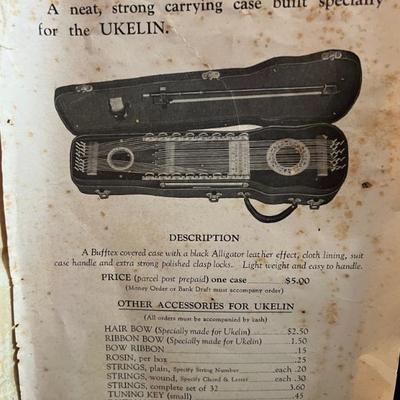 A neat, strong carrying case built specially
for the UKELIN.
DESCRIPTION
A Bufftex covered case with a black Alligator leather effect, cloth lining, suit
case handle and extra strong polished clasp locks. Light weight and easy to handle.
PRICE (parcel post prepaid) one case $5.00
(Money Order or Bank Draft must accompany order)
OTHER ACCESSORIES FOR UKELIN
(All orders must be accompanied by cash)
HAIR BOW (Specially made for Ukelin) $2.50
RIBBON BOW (Specially made for Ukelin) 1.50
BOW RIBBON .15
ROSIN, per box .25
STRINGS, plain, Specify String Number each .20
STRINGS, wound, Specify Chord & Letter each .30
STRINGS, complete set of 32 3.60
TUNING KEY (small) .45